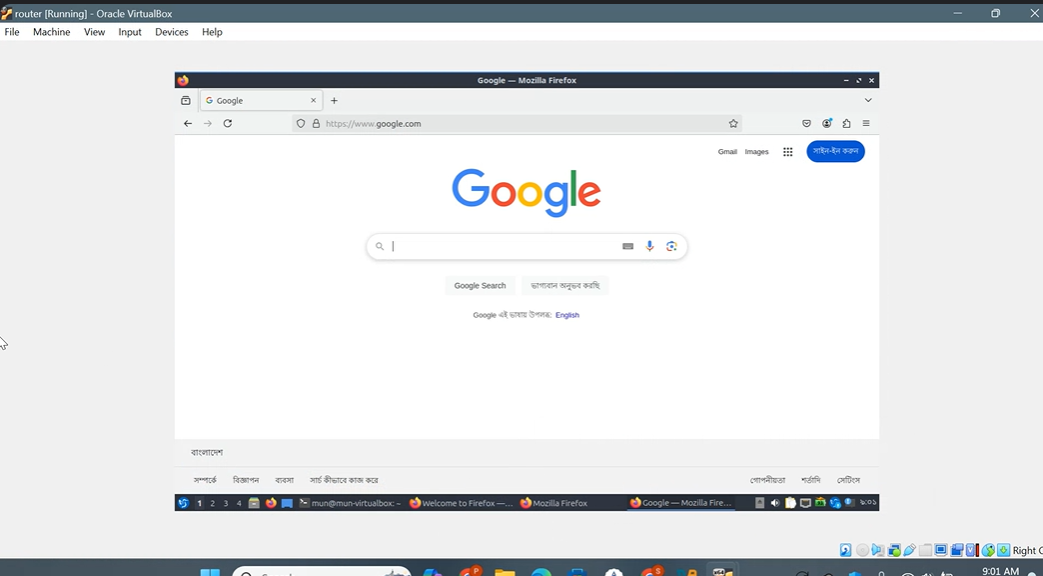 router [Running] - Oracle VirtualBox
File Machine View Input Devices Help
Google — Mozilla Firefox
Google
https://www.google.com
Gmail Images সাইন-ইন করুন
Google
Google Search ভাগ্যবান অনুভব করছি
Google এই ভাষায় উপলব্ধ: English
বাংলাদেশ
সম্পর্কে বিজ্ঞাপন ব্যবসা সার্চ কীভাবে কাজ করে গোপনীয়তা শর্তাদি সেটিংস
1 2 3 4 mun@mun-virtualbox: ~ Welcome to Firefox —... Mozilla Firefox Google — Mozilla Fire... ৯:০১
Right C
9:01 AM